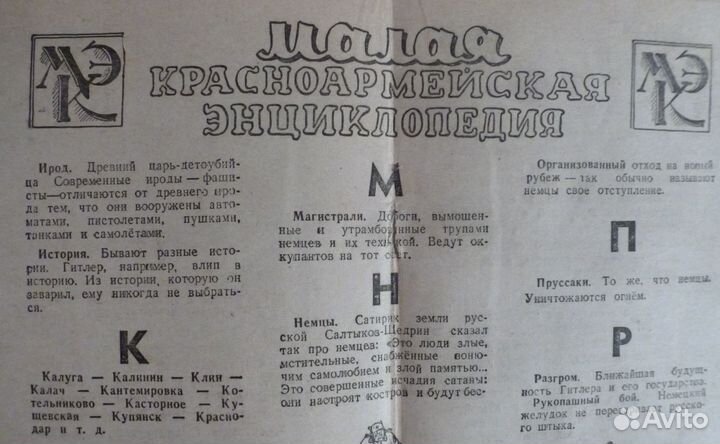 МКЭ
малая
КРАСНОАРМЕЙСКАЯ
ЭНЦИКЛОПЕДИЯ
МКЭ
Ирод. Древний царь-детоубий-
ца Современные ироды — фаши-
сты — отличаются от древнего иро-
да тем, что они вооружены авто-
матами, пистолетами, пушками,
танками и самолётами.
История. Бывают разные исто-
рии. Гитлер, например, влип в
историю. Из истории, которую он
заварил, ему никогда не выбрать-
ся.
К
Калуга — Калинин — Клин —
Калач — Кантемировка — Ко-
тельниково — Касторное — Ку-
щевская — Купянск — Красно-
дар и т. д.
М
Магистрали. Дороги, вымощен-
ные и утрамбованные трупами
немцев и их техникой. Ведут ок-
купантов на тот свет.
Н
Немцы. Сатирик земли рус-
ской Салтыков-Щедрин сказал
так про немцев: «Это люди злые,
мстительные, снабжённые воню-
чим самолюбием и злой памятью...
Это совершенные исчадия сатаны:
они настроят костров и будут бес-
Организованный отход на новый
рубеж — так обычно называют
немцы свое отступление.
П
Пруссаки. То же, что немцы.
Уничтожаются огнём.
Р
Разгром. Ближайшая будущ-
ность Гитлера и его государства.
Рукопашный бой. Немецкий
желудок не переносит русско-
го штыка.
Avito